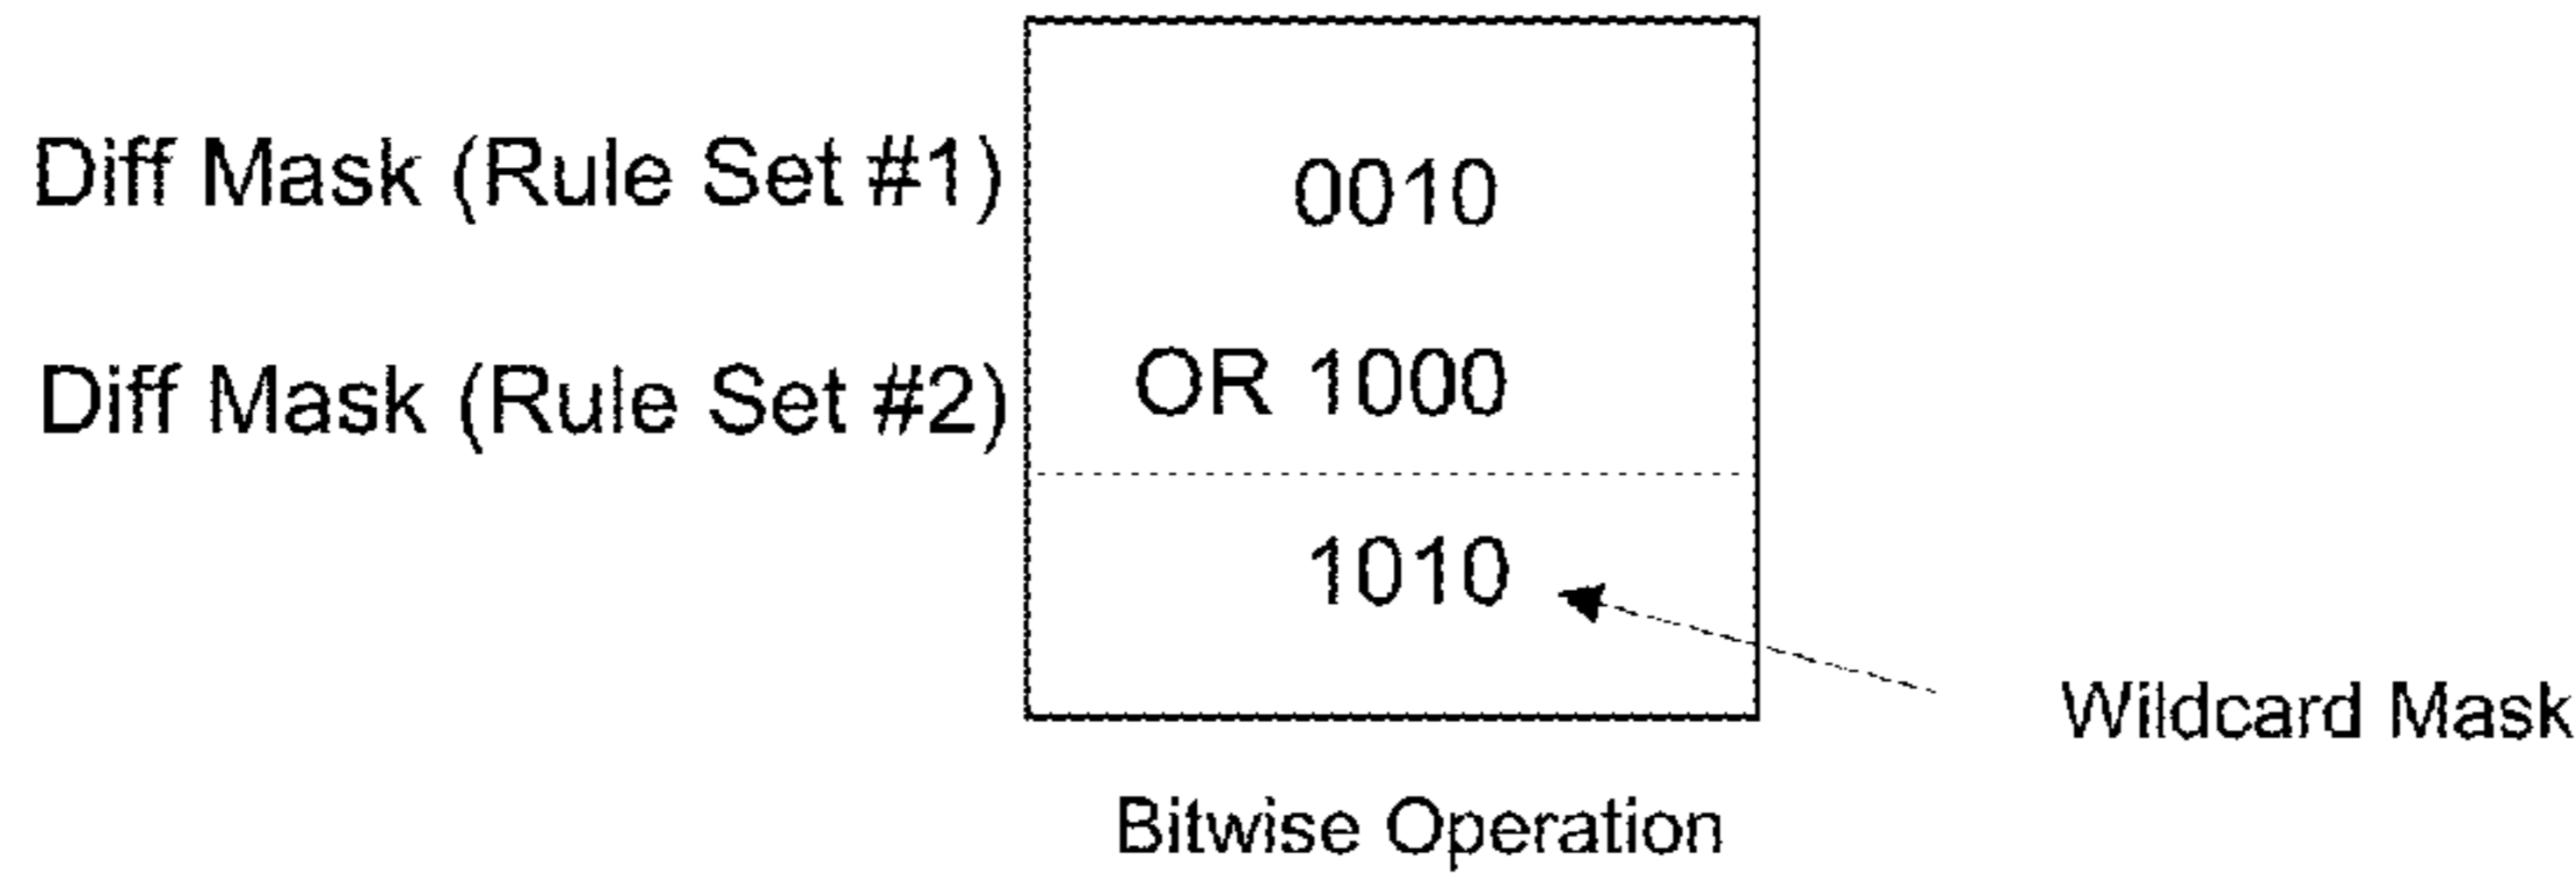 Diff Mask (Rule Set #1)
0010
Diff Mask (Rule Set #2)
OR 1000
1010
Wildcard Mask
Bitwise Operation